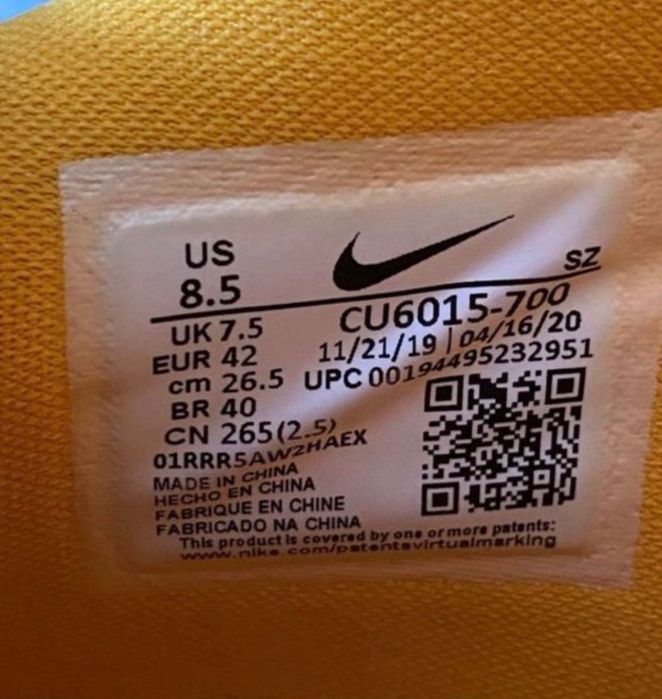 US
8.5
SZ
UK 7.5
CU6015-700
EUR 42
11/21/19 | 04/16/20
cm 26.5
UPC 00194495232951
BR 40
CN 265(2.5)
01RRR5AW2HAEX
MADE IN CHINA
HECHO EN CHINA
FABRIQUE EN CHINE
FABRICADO NA CHINA
This product is covered by one or more patents:
www.nike.com/patentsvirtualmarking